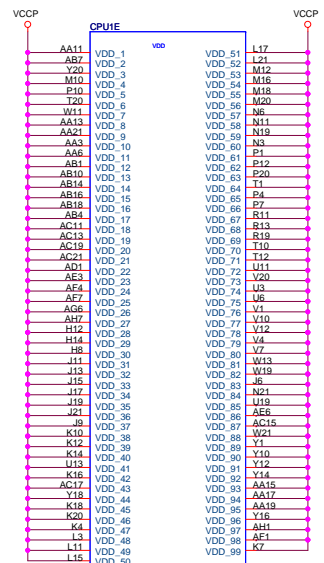 VCCP VCCP
CPU1E
VDD
AA11 VDD_1 VDD_51 L17
AB7 VDD_2 VDD_52 L21
Y20 VDD_3 VDD_53 M12
M10 VDD_4 VDD_54 M16
P10 VDD_5 VDD_55 M18
T20 VDD_6 VDD_56 M20
W11 VDD_7 VDD_57 N6
AA13 VDD_8 VDD_58 N11
AA21 VDD_9 VDD_59 N19
AA3 VDD_10 VDD_60 N3
AA6 VDD_11 VDD_61 P1
AB1 VDD_12 VDD_62 P12
AB10 VDD_13 VDD_63 P20
AB14 VDD_14 VDD_64 T1
AB16 VDD_15 VDD_65 P4
AB18 VDD_16 VDD_66 P7
AB4 VDD_17 VDD_67 R11
AC11 VDD_18 VDD_68 R13
AC13 VDD_19 VDD_69 R19
AC19 VDD_20 VDD_70 T10
AC21 VDD_21 VDD_71 T12
AD1 VDD_22 VDD_72 U11
AE3 VDD_23 VDD_73 V20
AF4 VDD_24 VDD_74 U3
AF7 VDD_25 VDD_75 U6
AG6 VDD_26 VDD_76 V1
AH7 VDD_27 VDD_77 V10
H12 VDD_28 VDD_78 V12
H14 VDD_29 VDD_79 V4
H8 VDD_30 VDD_80 V7
J11 VDD_31 VDD_81 W13
J13 VDD_32 VDD_82 W19
J15 VDD_33 VDD_83 J6
J17 VDD_34 VDD_84 N21
J19 VDD_35 VDD_85 U19
J21 VDD_36 VDD_86 AE6
J9 VDD_37 VDD_87 AC15
K10 VDD_38 VDD_88 W21
K12 VDD_39 VDD_89 Y1
K14 VDD_40 VDD_90 Y10
U13 VDD_41 VDD_91 Y12
K16 VDD_42 VDD_92 Y14
AC17 VDD_43 VDD_93 AA15
Y18 VDD_44 VDD_94 AA17
K18 VDD_45 VDD_95 AA19
K20 VDD_46 VDD_96 Y16
K4 VDD_47 VDD_97 AH1
L3 VDD_48 VDD_98 AF1
L11 VDD_49 VDD_99 K7
L15 VDD_50